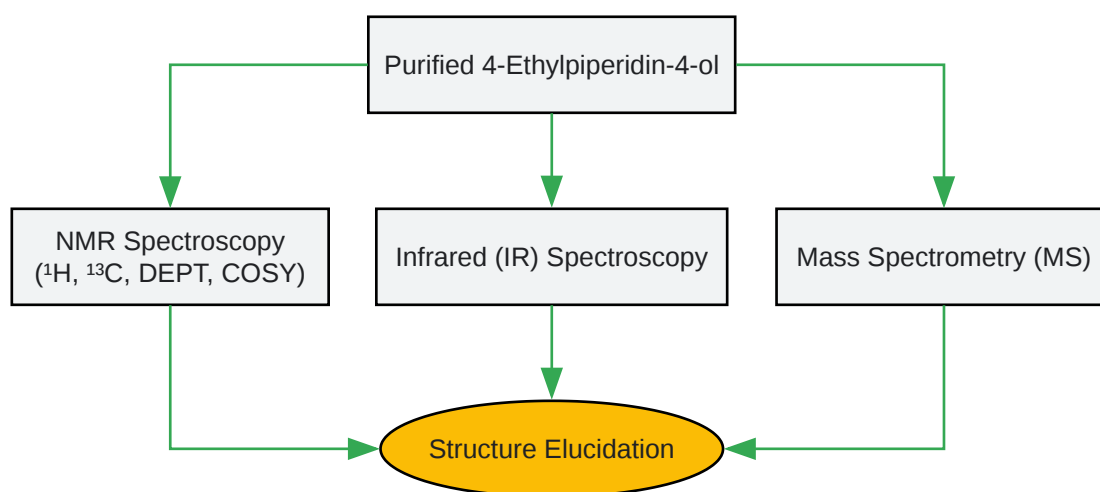 Purified 4-Ethylpiperidin-4-ol
NMR Spectroscopy
(¹H, ¹³C, DEPT, COSY)
Infrared (IR) Spectroscopy
Mass Spectrometry (MS)
Structure Elucidation